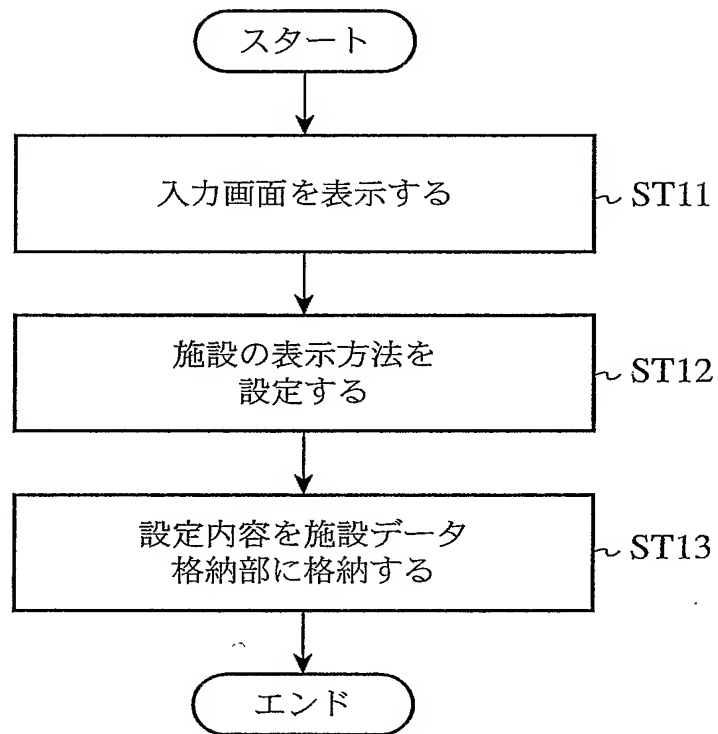 スタート
入力画面を表示する
ST11
施設の表示方法を
設定する
ST12
設定内容を施設データ
格納部に格納する
ST13
エンド